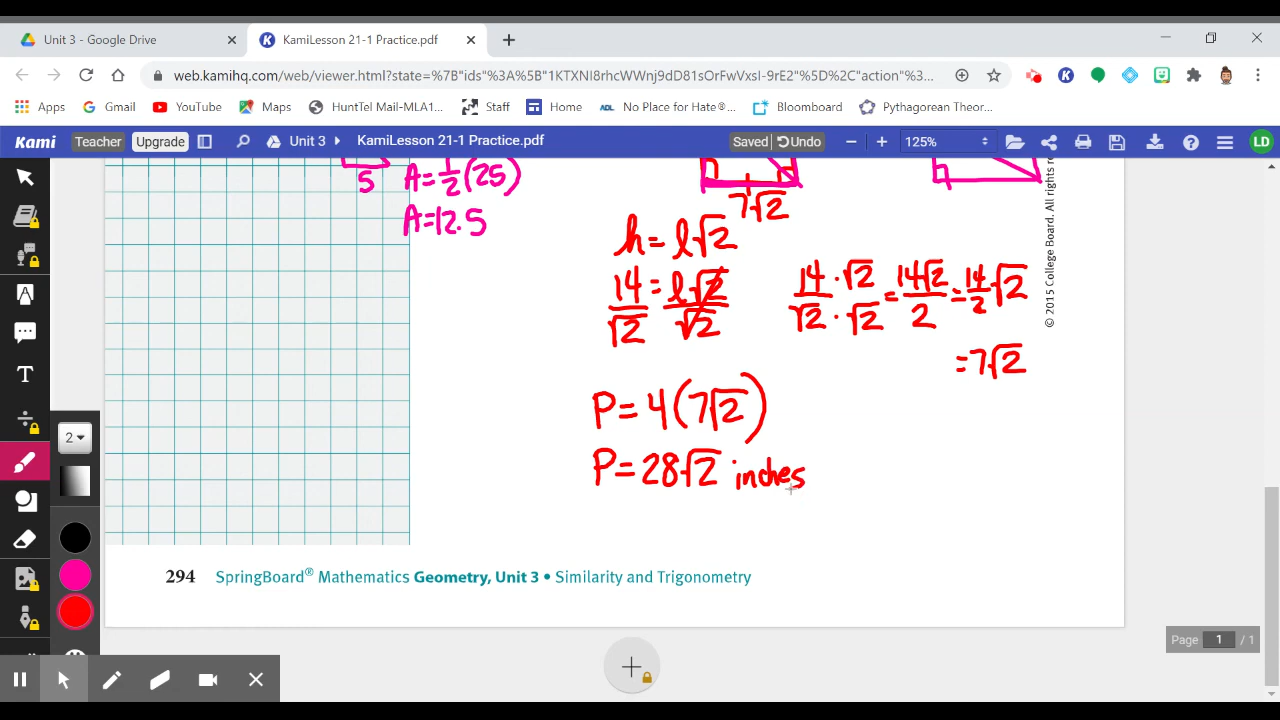 Unit 3 - Google Drive
KamiLesson 21-1 Practice.pdf
web.kamihq.com/web/viewer.html?state=%7B"ids"%3A%5B"1KTXNI8rhcWWnj9dD81sOrFwVxsI-9rE2"%5D%2C"action"%3...
Apps
Gmail
YouTube
Maps
HuntTel Mail-MLA1...
Staff
Home
ADL
No Place for Hate®...
Bloomboard
Pythagorean Theor...
Kami
Teacher
Upgrade
Unit 3
KamiLesson 21-1 Practice.pdf
Saved
Undo
125%
LD
5
A=1/2(25)
A=12.5
7√2
h=l√2
14/√2=l√2/√2
14/√2·√2/√2=14√2/2=14/2√2
=7√2
P=4(7√2)
P=28√2 inches
© 2015 College Board. All rights re
2
T
294 SpringBoard® Mathematics Geometry, Unit 3 • Similarity and Trigonometry
Page 1 / 1